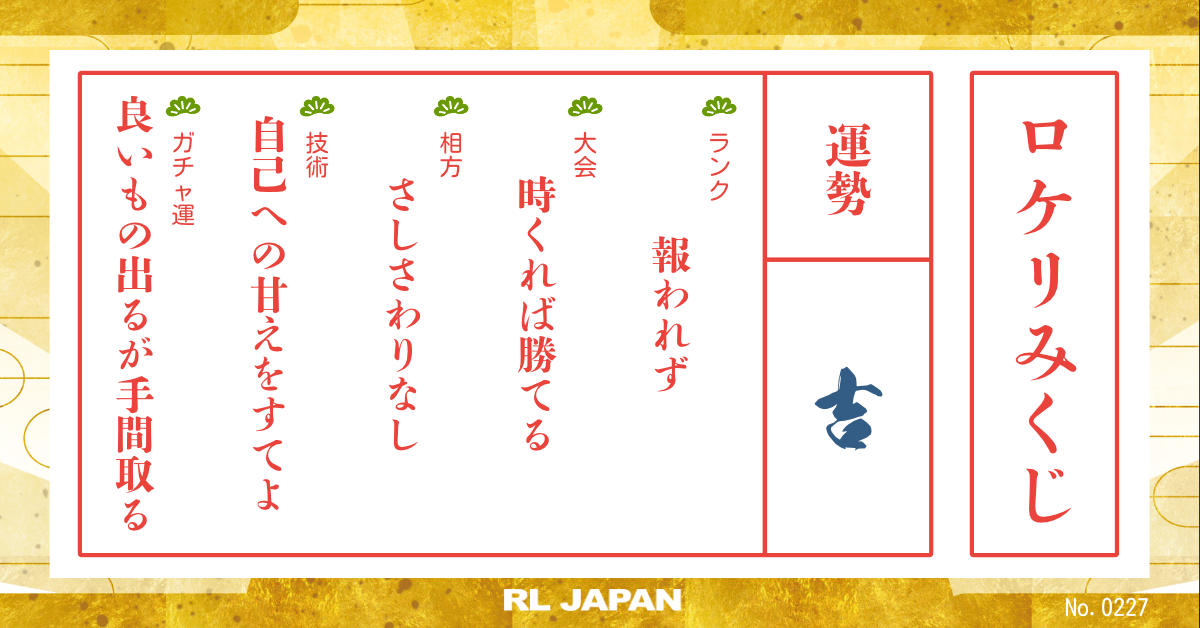 ロケリみくじ
運勢
吉
ランク
報われず
大会
時くれば勝てる
相方
さしさわりなし
技術
自己への甘えをすてよ
ガチャ運
良いもの出るが手間取る
RL JAPAN
No. 0227